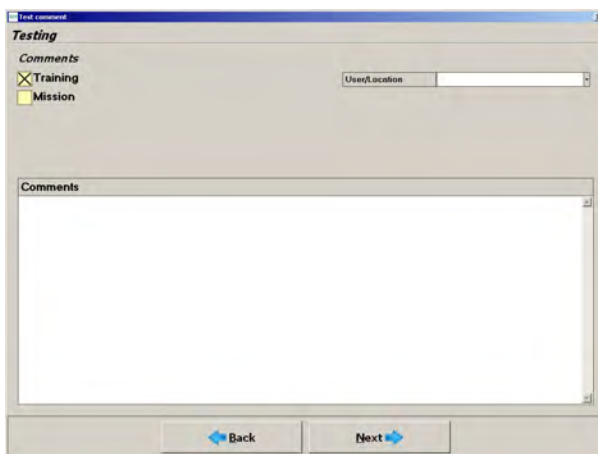 Test comment
Testing
Comments
Training
User/Location
Mission
Comments
Back
Next